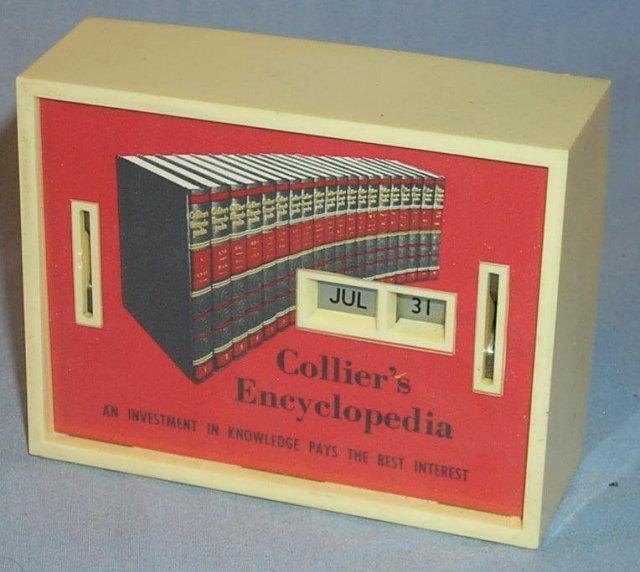 JUL 31
Collier's
Encyclopedia
AN INVESTMENT IN KNOWLEDGE PAYS THE BEST INTEREST